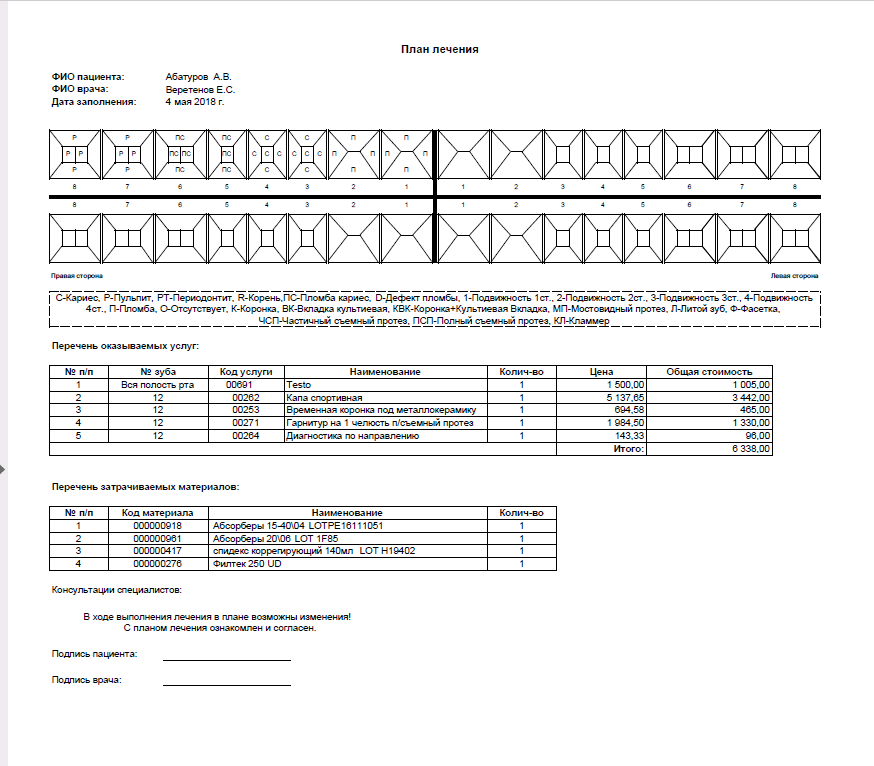 План лечения
ФИО пациента: Абатуров А.В.
ФИО врача: Веретенов Е.С.
Дата заполнения: 4 мая 2018 г.
Р Р ПС ПС С С П П
Р Р Р Р ПС ПС ПС С С С С С С П П П П
Р Р ПС ПС С С П П
8 7 6 5 4 3 2 1 1 2 3 4 5 6 7 8
8 7 6 5 4 3 2 1 1 2 3 4 5 6 7 8
Правая сторона Левая сторона
С-Кариес, Р-Пульпит, РТ-Периодонтит, R-Корень,ПС-Пломба кариес, D-Дефект пломбы, 1-Подвижность 1ст., 2-Подвижность 2ст., 3-Подвижность 3ст., 4-Подвижность
4ст., П-Пломба, О-Отсутствует, К-Коронка, ВК-Вкладка культиевая, КВК-Коронка+Культиевая Вкладка, МП-Мостовидный протез, Л-Литой зуб, Ф-Фасетка,
ЧСП-Частичный съемный протез, ПСП-Полный съемный протез, КЛ-Кламмер
Перечень оказываемых услуг:
№ п/п № зуба Код услуги Наименование Колич-во Цена Общая стоимость
1 Вся полость рта 00691 Testo 1 1 500,00 1 005,00
2 12 00262 Капа спортивная 1 5 137,65 3 442,00
3 12 00253 Временная коронка под металлокерамику 1 694,58 465,00
4 12 00271 Гарнитур на 1 челюсть п/съемный протез 1 1 984,50 1 330,00
5 12 00264 Диагностика по направлению 1 143,33 96,00
Итого: 6 338,00
Перечень затрачиваемых материалов:
№ п/п Код материала Наименование Колич-во
1 000000918 Абсорберы 15-40\04 LOTPE16111051 1
2 000000961 Абсорберы 20\06 LOT 1F85 1
3 000000417 спидекс коррегирующий 140мл LOT H19402 1
4 000000276 Филтек 250 UD 1
Консультации специалистов:
В ходе выполнения лечения в плане возможны изменения!
С планом лечения ознакомлен и согласен.
Подпись пациента:
Подпись врача: